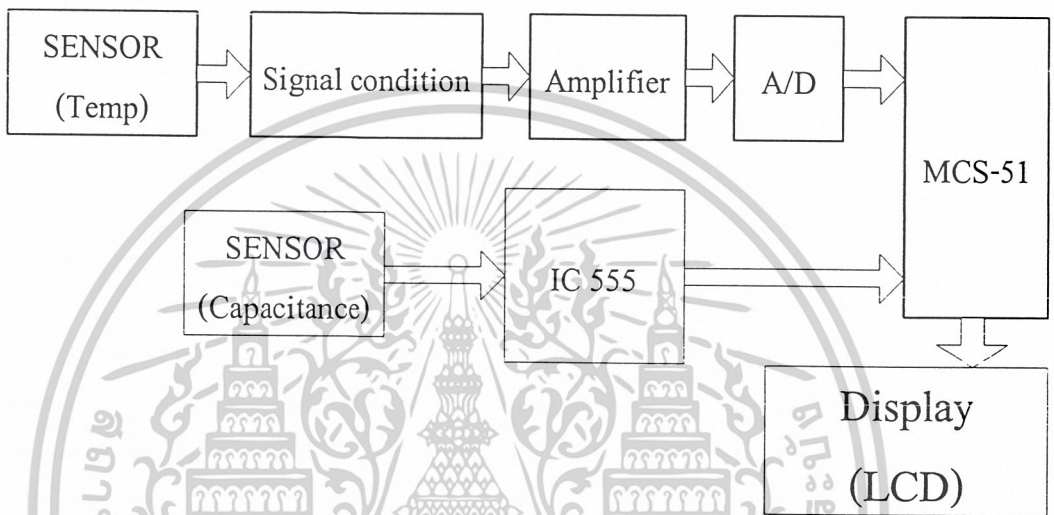 SENSOR
(Temp)
Signal condition
Amplifier
A/D
MCS-51
SENSOR
(Capacitance)
IC 555
Display
(LCD)